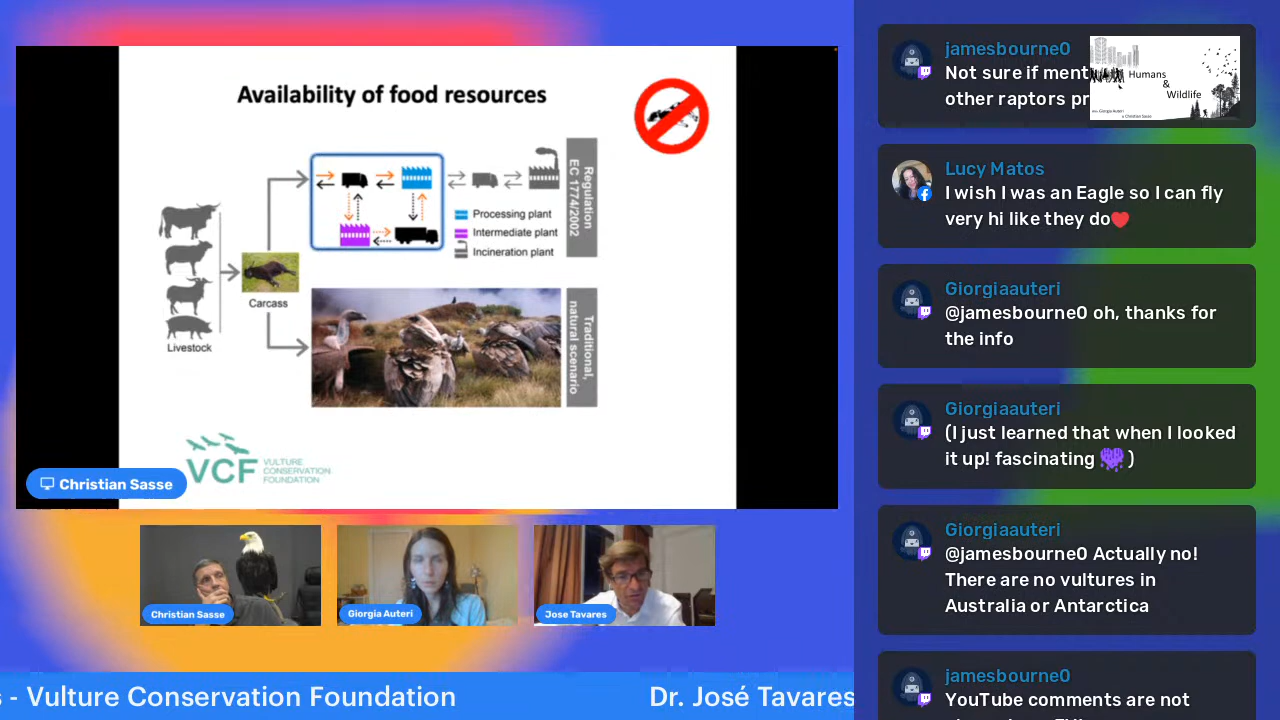 Availability of food resources
Regulation
EC 1774/2002
Processing plant
Intermediate plant
Incineration plant
Carcass
Livestock
Traditional,
natural scenario
VCF
VULTURE
CONSERVATION
FOUNDATION
Christian Sasse
Christian Sasse
Giorgia Auteri
Jose Tavares
s - Vulture Conservation Foundation
Dr. José Tavares
jamesbourne0
Not sure if ment
other raptors pr
Humans
&
Wildlife
Lucy Matos
I wish I was an Eagle so I can fly
very hi like they do❤️
Giorgiaauteri
@jamesbourne0 oh, thanks for
the info
Giorgiaauteri
(I just learned that when I looked
it up! fascinating )
Giorgiaauteri
@jamesbourne0 Actually no!
There are no vultures in
Australia or Antarctica
jamesbourne0
YouTube comments are not